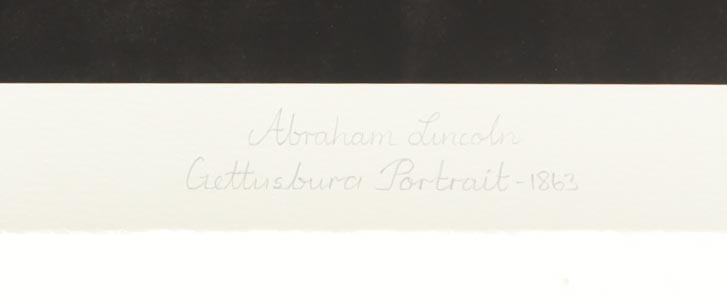 Abraham Lincoln
Gettysburg Portrait - 1863